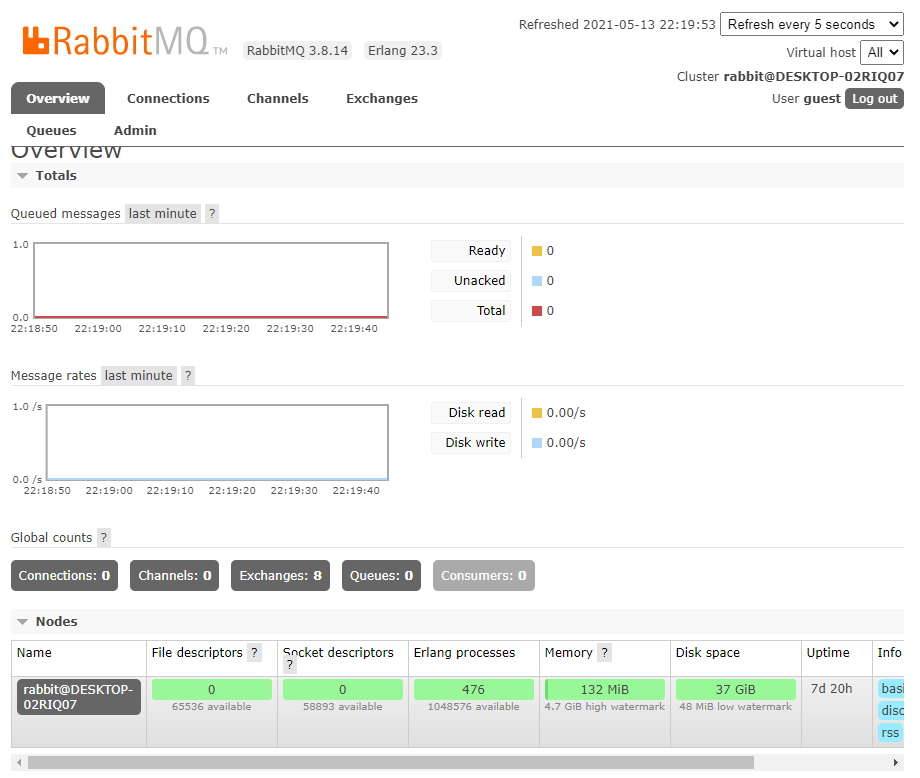 RabbitMQ TM RabbitMQ 3.8.14 Erlang 23.3
Refreshed 2021-05-13 22:19:53 Refresh every 5 seconds
Virtual host All
Cluster rabbit@DESKTOP-02RIQ07
User guest Log out
Overview Connections Channels Exchanges
Queues Admin
Overview
Totals
Queued messages last minute ?
1.0
0.0
22:18:50 22:19:00 22:19:10 22:19:20 22:19:30 22:19:40
Ready 0
Unacked 0
Total 0
Message rates last minute ?
1.0 /s
0.0 /s
22:18:50 22:19:00 22:19:10 22:19:20 22:19:30 22:19:40
Disk read 0.00/s
Disk write 0.00/s
Global counts ?
Connections: 0 Channels: 0 Exchanges: 8 Queues: 0 Consumers: 0
Nodes
Name File descriptors ? Socket descriptors ? Erlang processes Memory ? Disk space Uptime Info
rabbit@DESKTOP-02RIQ07 0 0 476 132 MiB 37 GiB 7d 20h basi
65536 available 58893 available 1048576 available 4.7 GiB high watermark 48 MiB low watermark disc
rss